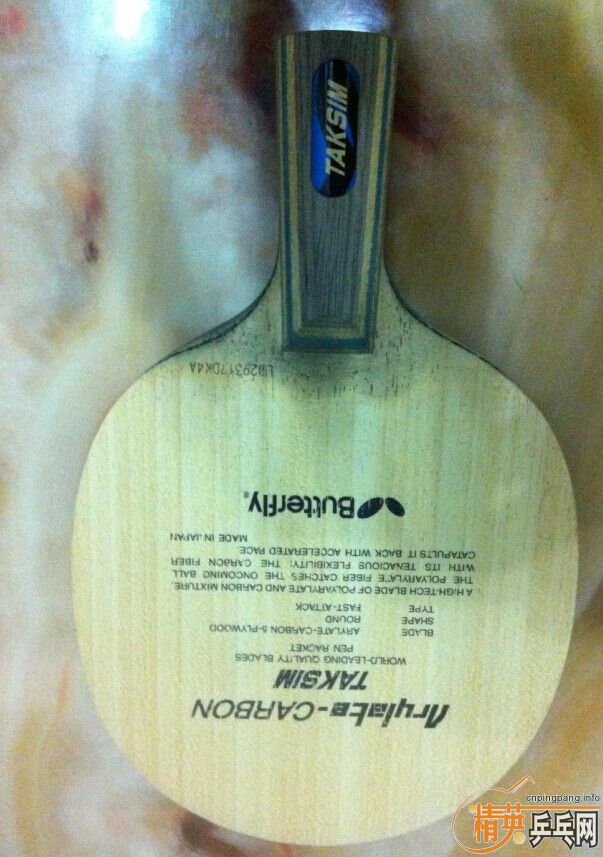 Arylate-CARBON
TAKSIM
WORLD-LEADING QUALITY BLADES
PEN RACKET
BLADE ARYLATE-CARBON 5-PLYWOOD
SHAPE ROUND
TYPE FAST-ATTACK
A HIGH-TECH BLADE OF POLYARYLATE AND CARBON MIXTURE.
THE POLYARYLATE FIBER CATCHES THE ONCOMING BALL
WITH ITS TENACIOUS FLEXIBILITY: THE CARBON FIBER
CATAPULTS IT BACK WITH ACCELERATED PACE.
MADE IN JAPAN
Butterfly®
LB29317DK4A
TAKSIM
cnpingpang.info
精英乒乓网